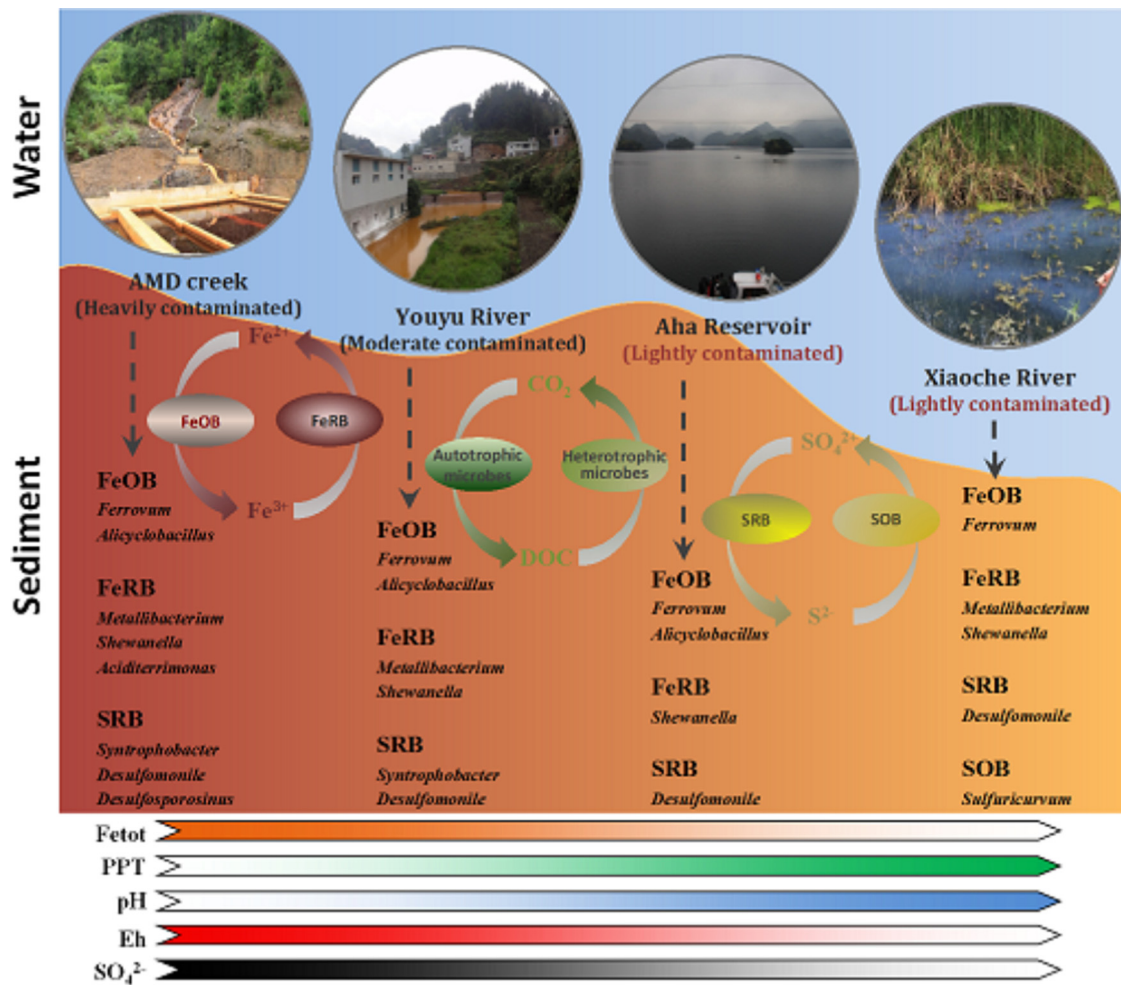 Water
Sediment
AMD creek
(Heavily contaminated)
Youyu River
(Moderate contaminated)
Aha Reservoir
(Lightly contaminated)
Xiaoche River
(Lightly contaminated)
Fe²⁺
FeOB
FeRB
Fe³⁺
CO₂
Autotrophic
microbes
Heterotrophic
microbes
DOC
SO₄²⁺
SRB
SOB
S²⁻
FeOB
Ferrovum
Alicyclobacillus
FeRB
Metallibacterium
Shewanella
Aciditerrimonas
SRB
Syntrophobacter
Desulfomonile
Desulfosporosinus
FeOB
Ferrovum
Alicyclobacillus
FeRB
Metallibacterium
Shewanella
SRB
Syntrophobacter
Desulfomonile
FeOB
Ferrovum
Alicyclobacillus
FeRB
Shewanella
SRB
Desulfomonile
FeOB
Ferrovum
FeRB
Metallibacterium
Shewanella
SRB
Desulfomonile
SOB
Sulfuricurvum
Fetot
PPT
pH
Eh
SO₄²⁻